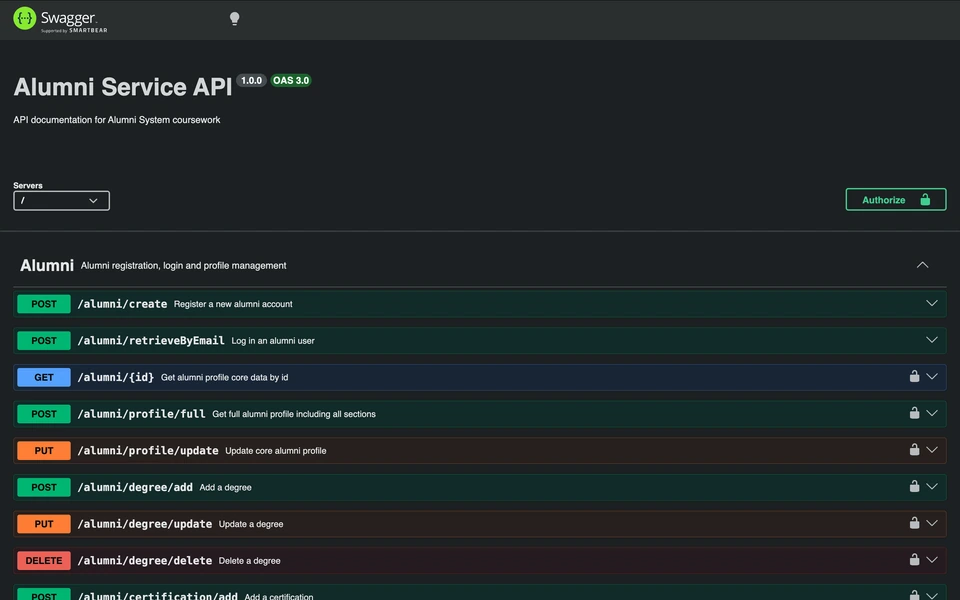 Swagger.
Supported by SMARTBEAR
Alumni Service API 1.0.0 OAS 3.0
API documentation for Alumni System coursework
Servers
/
Authorize
Alumni Alumni registration, login and profile management
POST /alumni/create Register a new alumni account
POST /alumni/retrieveByEmail Log in an alumni user
GET /alumni/{id} Get alumni profile core data by id
POST /alumni/profile/full Get full alumni profile including all sections
PUT /alumni/profile/update Update core alumni profile
POST /alumni/degree/add Add a degree
PUT /alumni/degree/update Update a degree
DELETE /alumni/degree/delete Delete a degree
POST /alumni/certification/add Add a certification